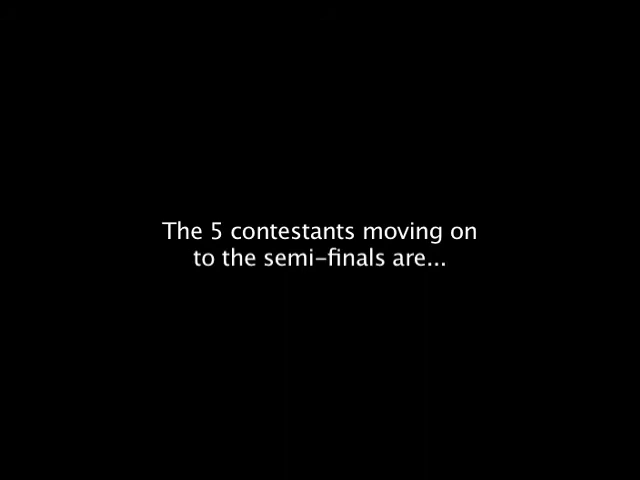 The 5 contestants moving on
to the semi-finals are...